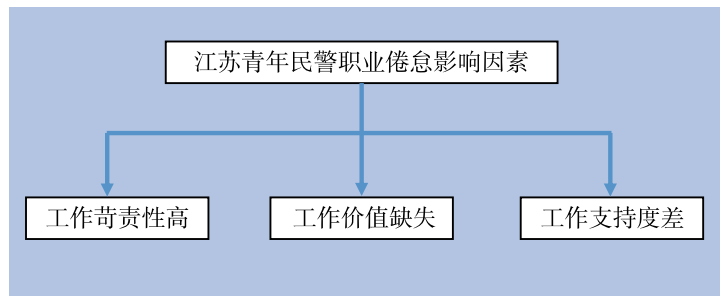 江苏青年民警职业倦怠影响因素
工作苛责性高
工作价值缺失
工作支持度差